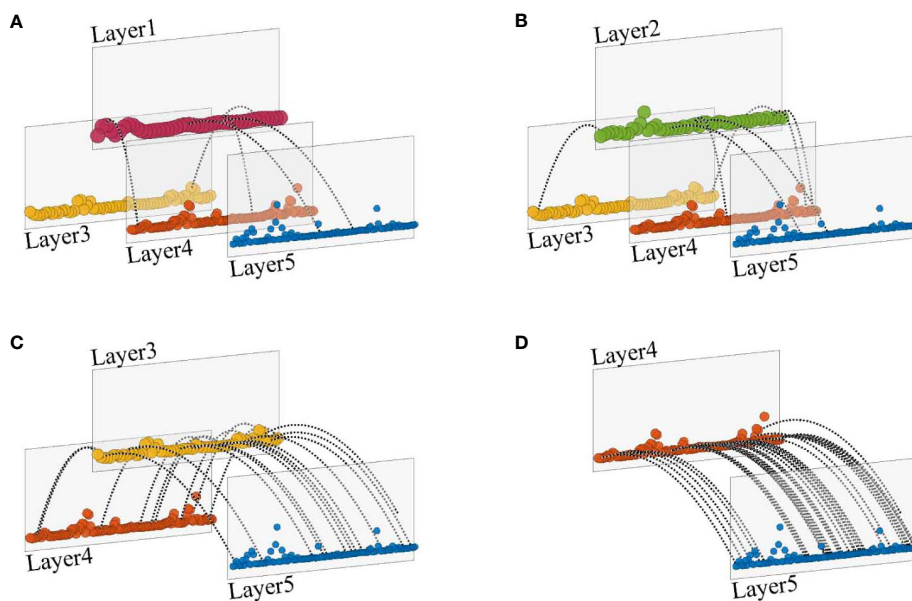 A
Layer1
Layer3
Layer4
Layer5
B
Layer2
Layer3
Layer4
Layer5
C
Layer3
Layer4
Layer5
D
Layer4
Layer5